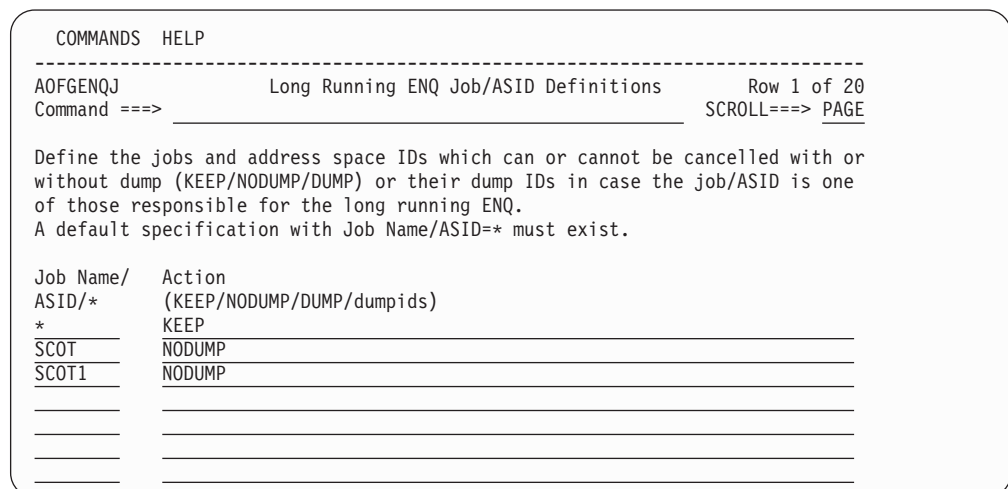 COMMANDS HELP
-------------------------------------------------------------------------------
AOFGENQJ Long Running ENQ Job/ASID Definitions Row 1 of 20
Command ===> SCROLL===> PAGE
Define the jobs and address space IDs which can or cannot be cancelled with or
without dump (KEEP/NODUMP/DUMP) or their dump IDs in case the job/ASID is one
of those responsible for the long running ENQ.
A default specification with Job Name/ASID=* must exist.
Job Name/ Action
ASID/* (KEEP/NODUMP/DUMP/dumpids)
* KEEP
SCOT NODUMP
SCOT1 NODUMP